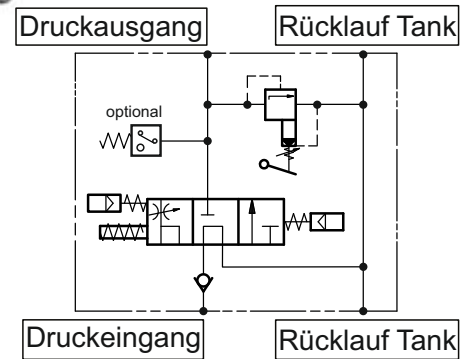 Druckausgang
Rücklauf Tank
optional
Druckeingang
Rücklauf Tank